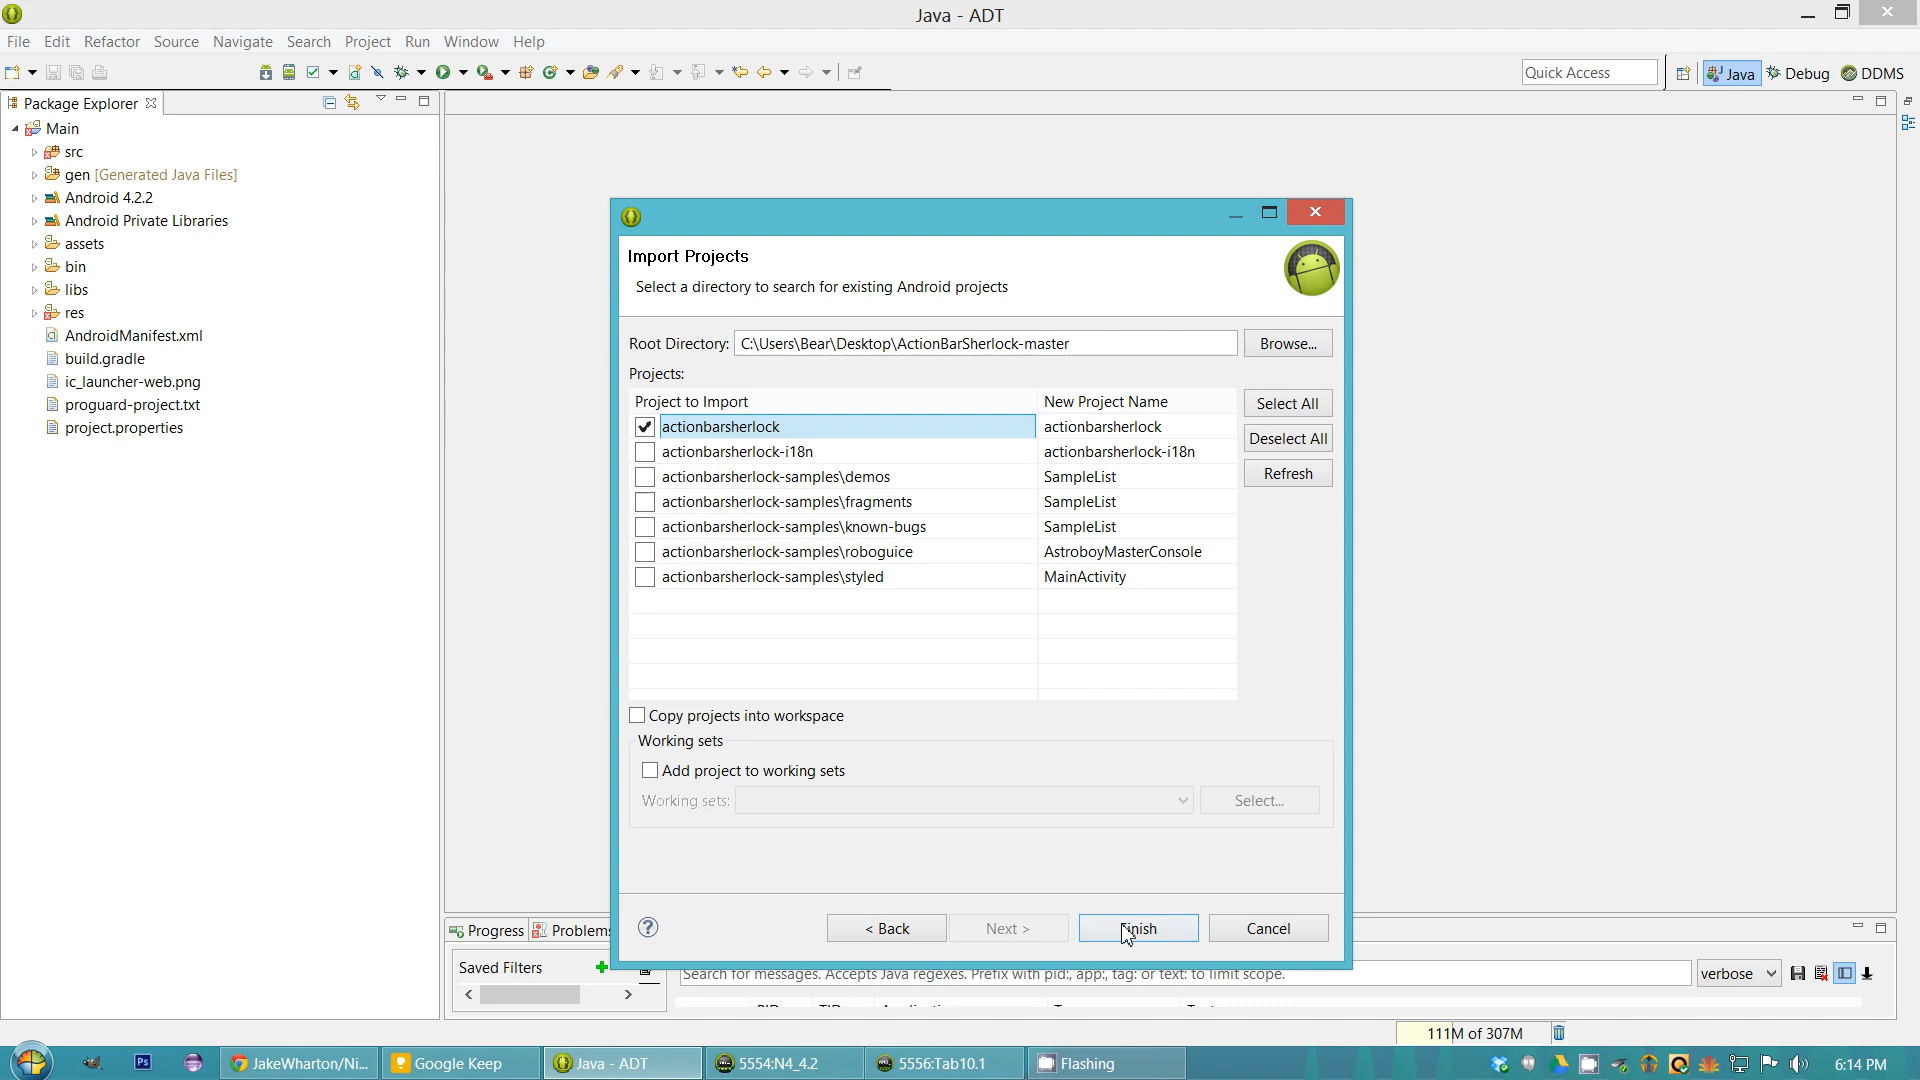 Java - ADT
File Edit Refactor Source Navigate Search Project Run Window Help
Quick Access
Java Debug DDMS
Package Explorer
Main
src
gen [Generated Java Files]
Android 4.2.2
Android Private Libraries
assets
bin
libs
res
AndroidManifest.xml
build.gradle
ic_launcher-web.png
proguard-project.txt
project.properties
Import Projects
Select a directory to search for existing Android projects
Root Directory: C:\Users\Bear\Desktop\ActionBarSherlock-master Browse...
Projects:
Project to Import New Project Name Select All
actionbarsherlock actionbarsherlock
actionbarsherlock-i18n actionbarsherlock-i18n Deselect All
actionbarsherlock-samples\demos SampleList Refresh
actionbarsherlock-samples\fragments SampleList
actionbarsherlock-samples\known-bugs SampleList
actionbarsherlock-samples\roboguice AstroboyMasterConsole
actionbarsherlock-samples\styled MainActivity
Copy projects into workspace
Working sets
Add project to working sets
Working sets: Select...
< Back Next > Finish Cancel
Progress Problems
Saved Filters
Search for messages. Accepts Java regexes. Prefix with pid:, app:, tag: or text: to limit scope.
verbose
111M of 307M
JakeWharton/Ni... Google Keep Java - ADT 5554:N4_4.2 5556:Tab10.1 Flashing 6:14 PM